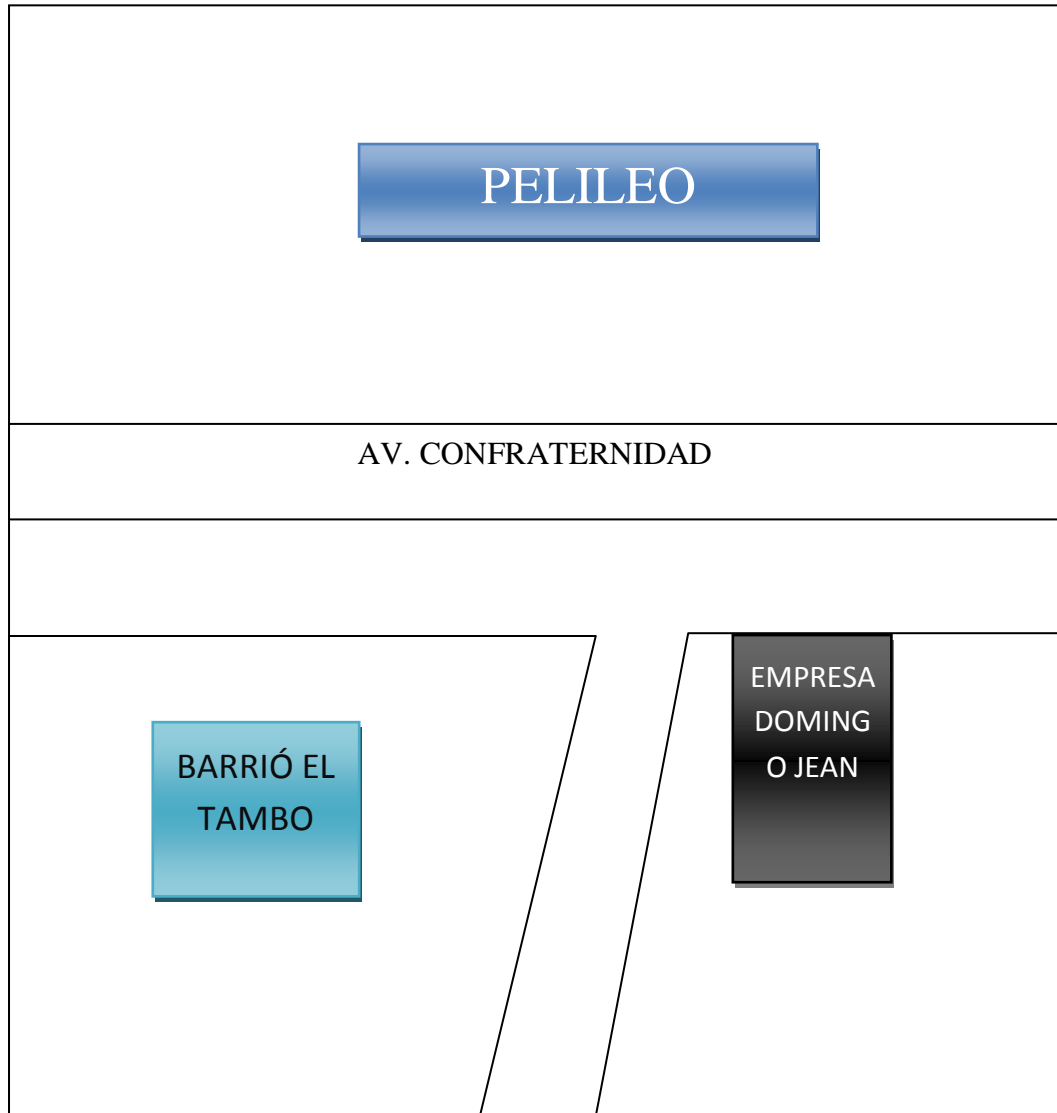 PELILEO
AV. CONFRATERNIDAD
BARRIÓ EL
TAMBO
EMPRESA
DOMING
O JEAN